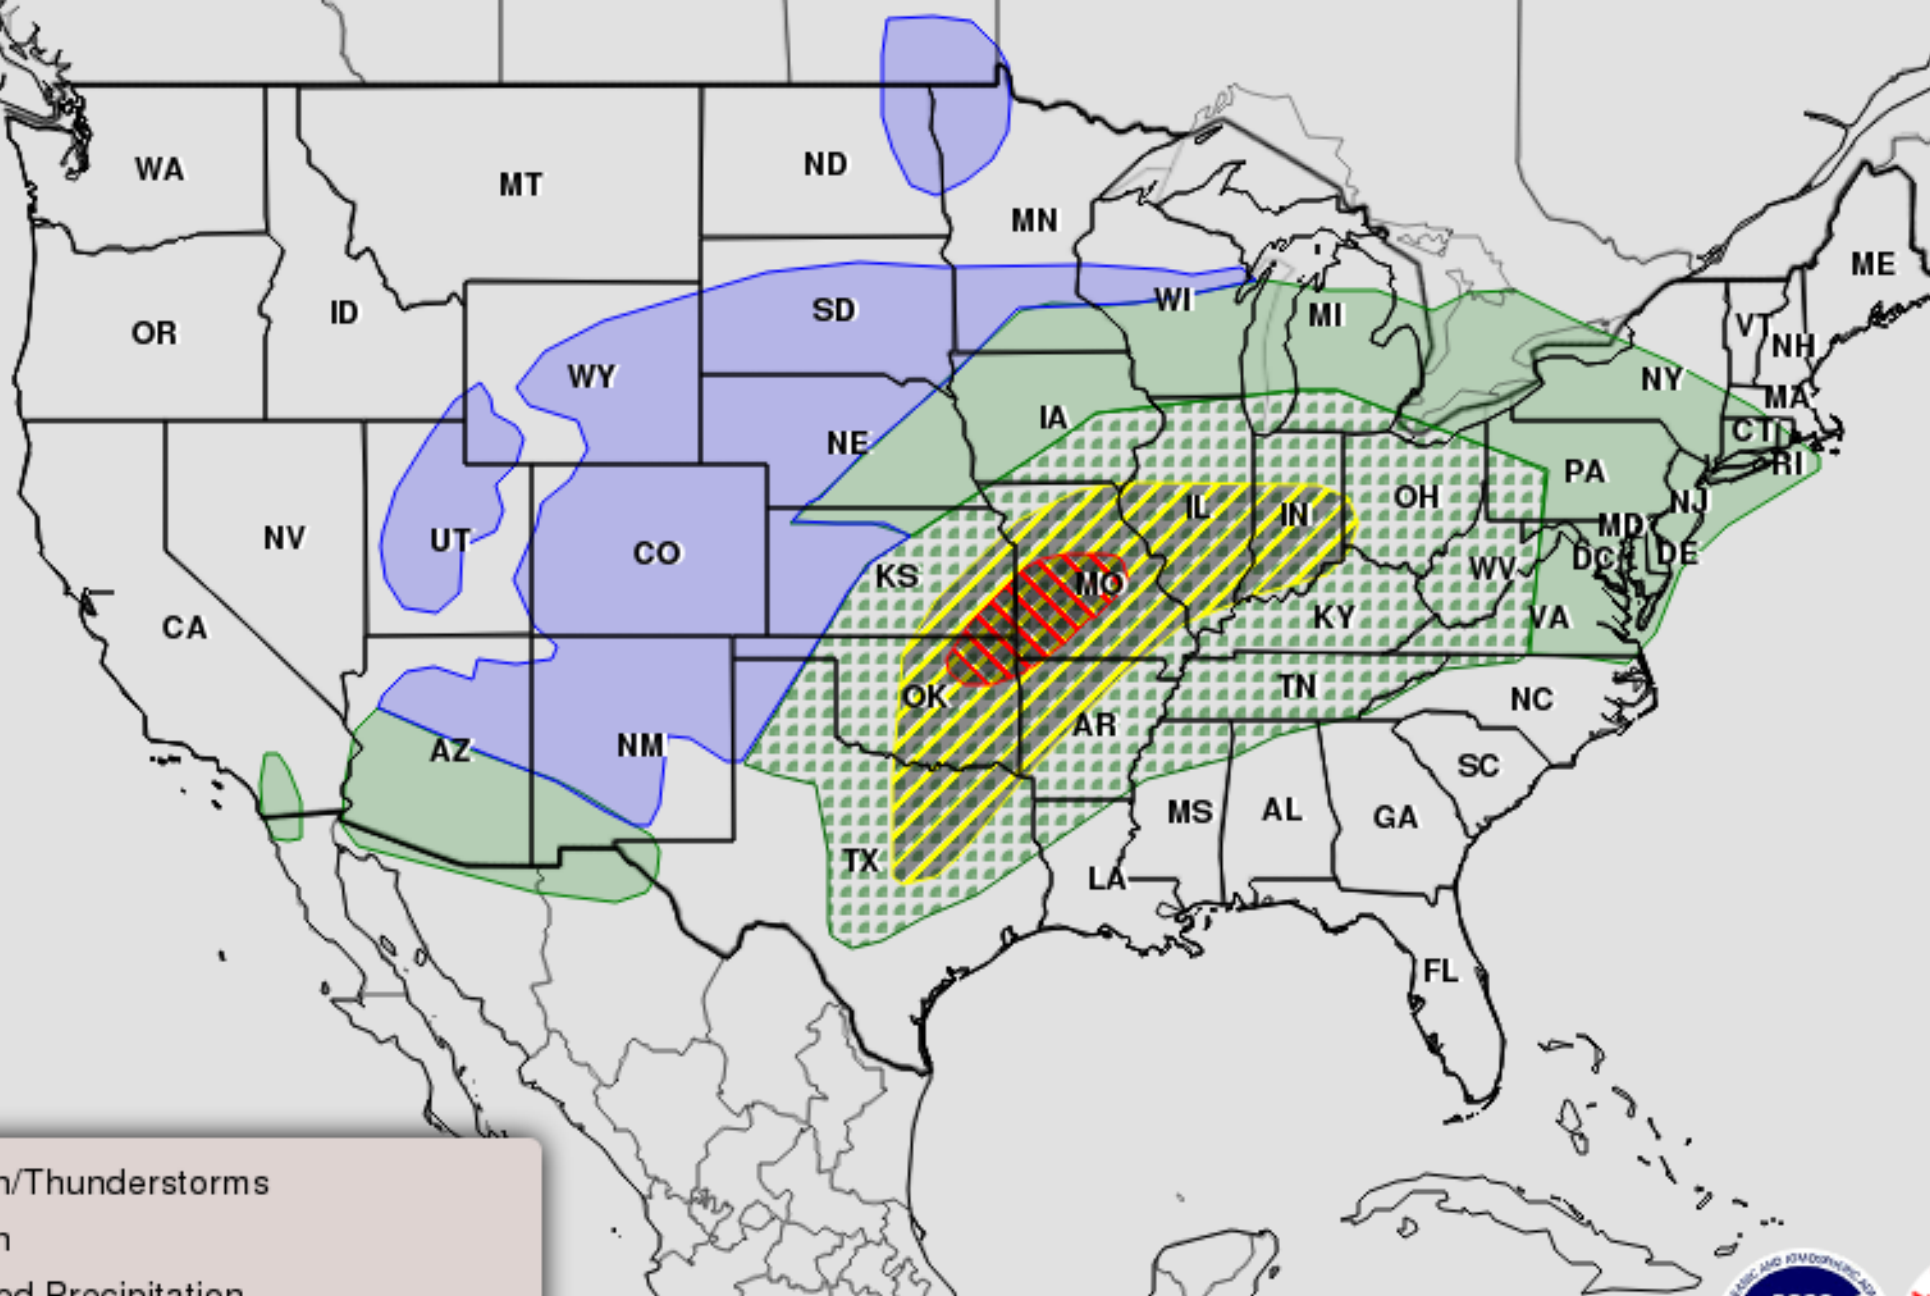 WA
MT
ND
MN
ME
OR
ID
SD
WI
MI
VT
NH
WY
NY
MA
IA
NE
CT
RI
PA
NV
UT
CO
KS
MO
IL
IN
OH
NJ
MD
DC
DE
WV
CA
KY
VA
OK
TN
NC
AZ
NM
AR
SC
MS
AL
GA
TX
LA
FL
n/Thunderstorms
n
ed Precipitation